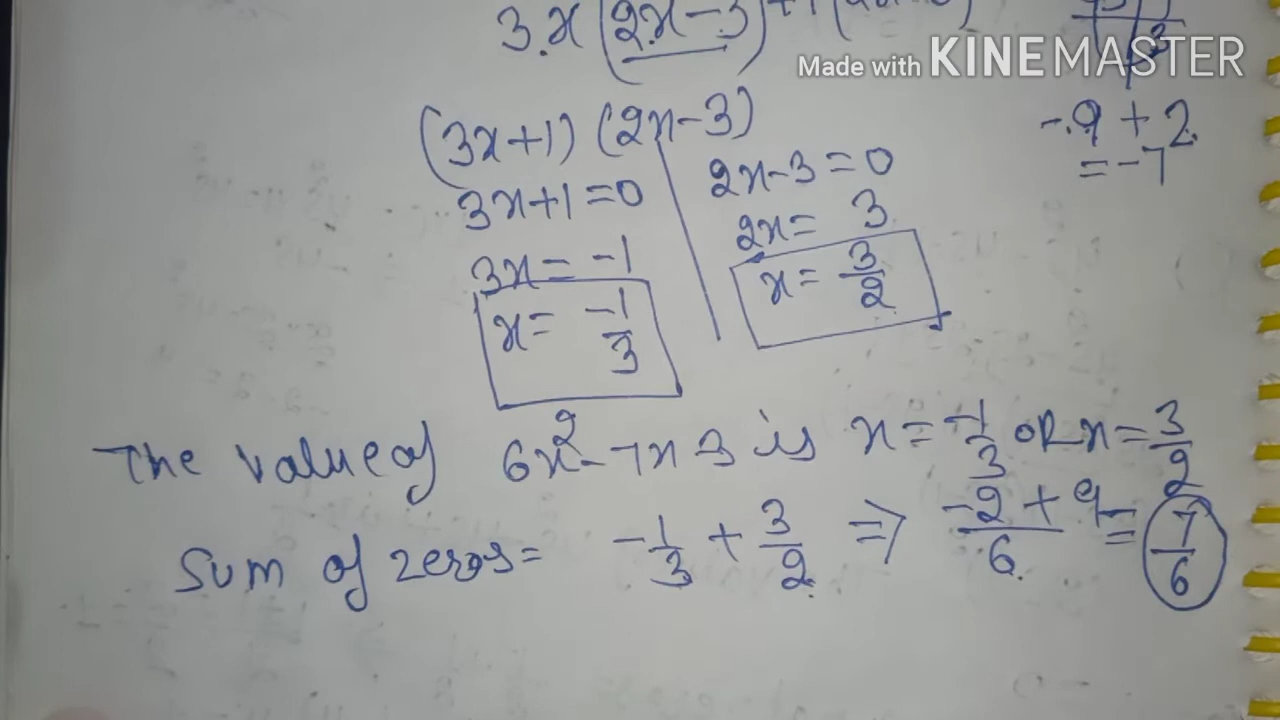 3.x(2x-3)+1(
Made with KINEMASTER
3
(3x+1) (2x-3)
-9+2
=-7
3x+1=0
2x-3=0
3x=-1
2x= 3
x= -1/3
x= 3/2
The value of 6x²-7x 3 is x=-1/3 or x=3/2
Sum of zeros= -1/3 + 3/2 => -2+9/6 = 7/6